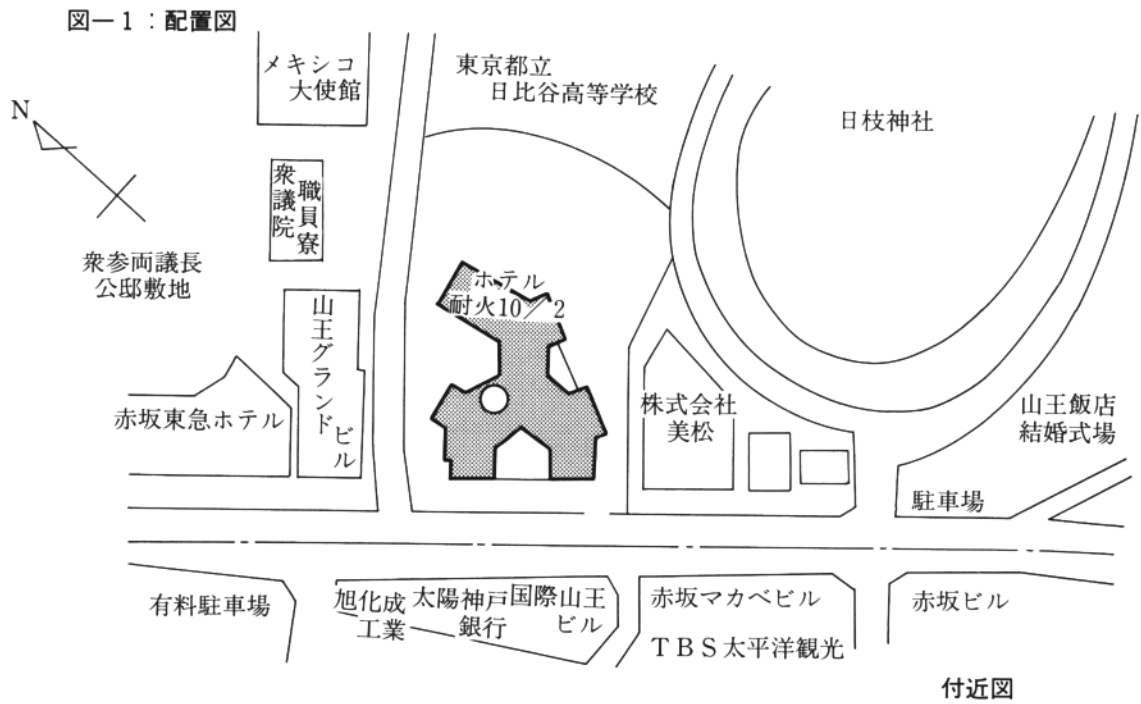 図ー1：配置図
メキシコ
大使館
東京都立
日比谷高等学校
日枝神社
N
衆議院
職員寮
衆参両議長
公邸敷地
ホテル
耐火10／2
山王グランド
ビル
赤坂東急ホテル
株式会社
美松
山王飯店
結婚式場
駐車場
有料駐車場
旭化成
工業
太陽神戸
銀行
国際山王
ビル
赤坂マカベビル
TBS太平洋観光
赤坂ビル
付近図